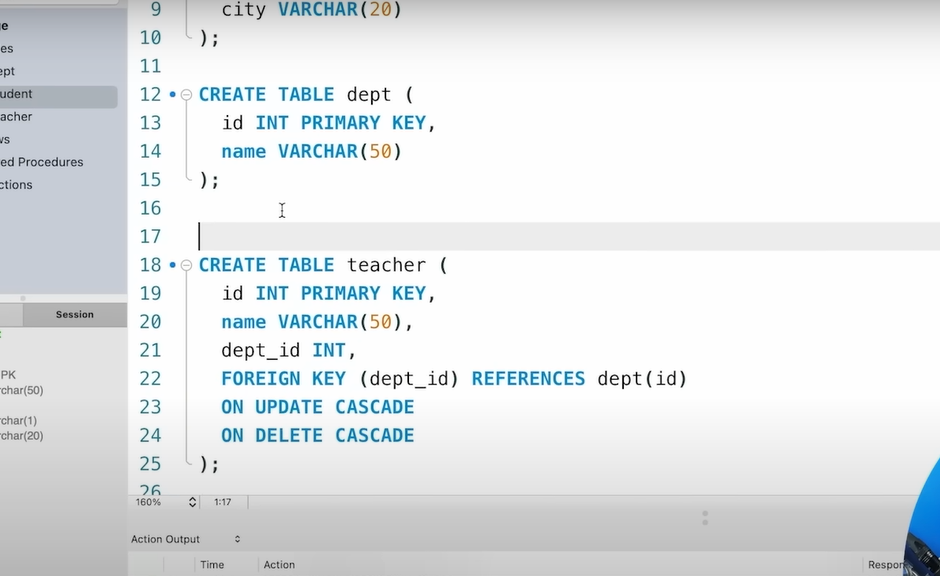 9 city VARCHAR(20)
10 );
11
12 CREATE TABLE dept (
13 id INT PRIMARY KEY,
14 name VARCHAR(50)
15 );
16
17
18 CREATE TABLE teacher (
19 id INT PRIMARY KEY,
20 name VARCHAR(50),
21 dept_id INT,
22 FOREIGN KEY (dept_id) REFERENCES dept(id)
23 ON UPDATE CASCADE
24 ON DELETE CASCADE
25 );
26
ge
es
ept
udent
acher
ws
ed Procedures
ctions
Session
PK
rchar(50)
rchar(1)
rchar(20)
160% 1:17
Action Output
Time Action Respon